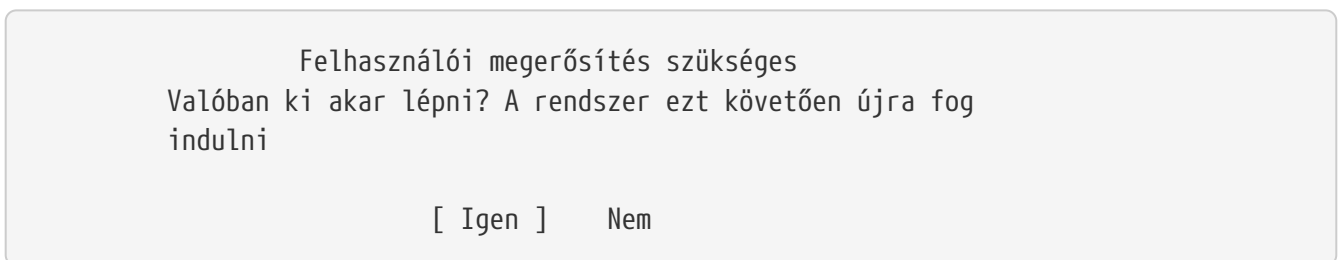 Felhasználói megerősítés szükséges
Valóban ki akar lépni? A rendszer ezt követően újra fog
indulni
[ Igen ] Nem